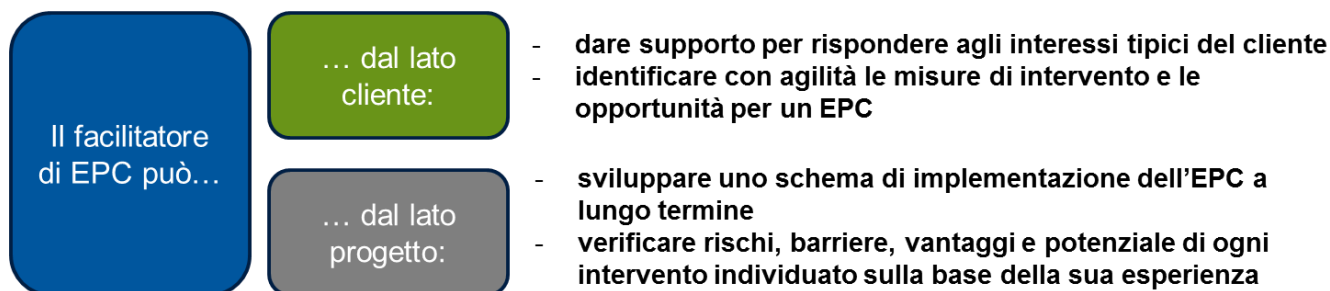 Il facilitatore
di EPC può…
… dal lato
cliente:
- dare supporto per rispondere agli interessi tipici del cliente
- identificare con agilità le misure di intervento e le
opportunità per un EPC
… dal lato
progetto:
- sviluppare uno schema di implementazione dell’EPC a
lungo termine
- verificare rischi, barriere, vantaggi e potenziale di ogni
intervento individuato sulla base della sua esperienza